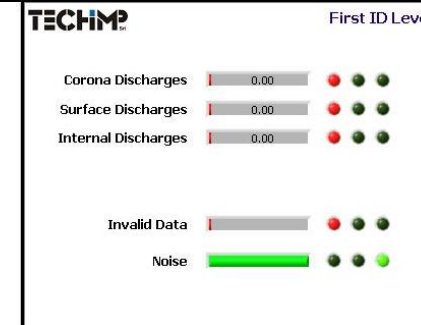 TECHIMP Srl
First ID Leve
Corona Discharges 0.00
Surface Discharges 0.00
Internal Discharges 0.00
Invalid Data
Noise